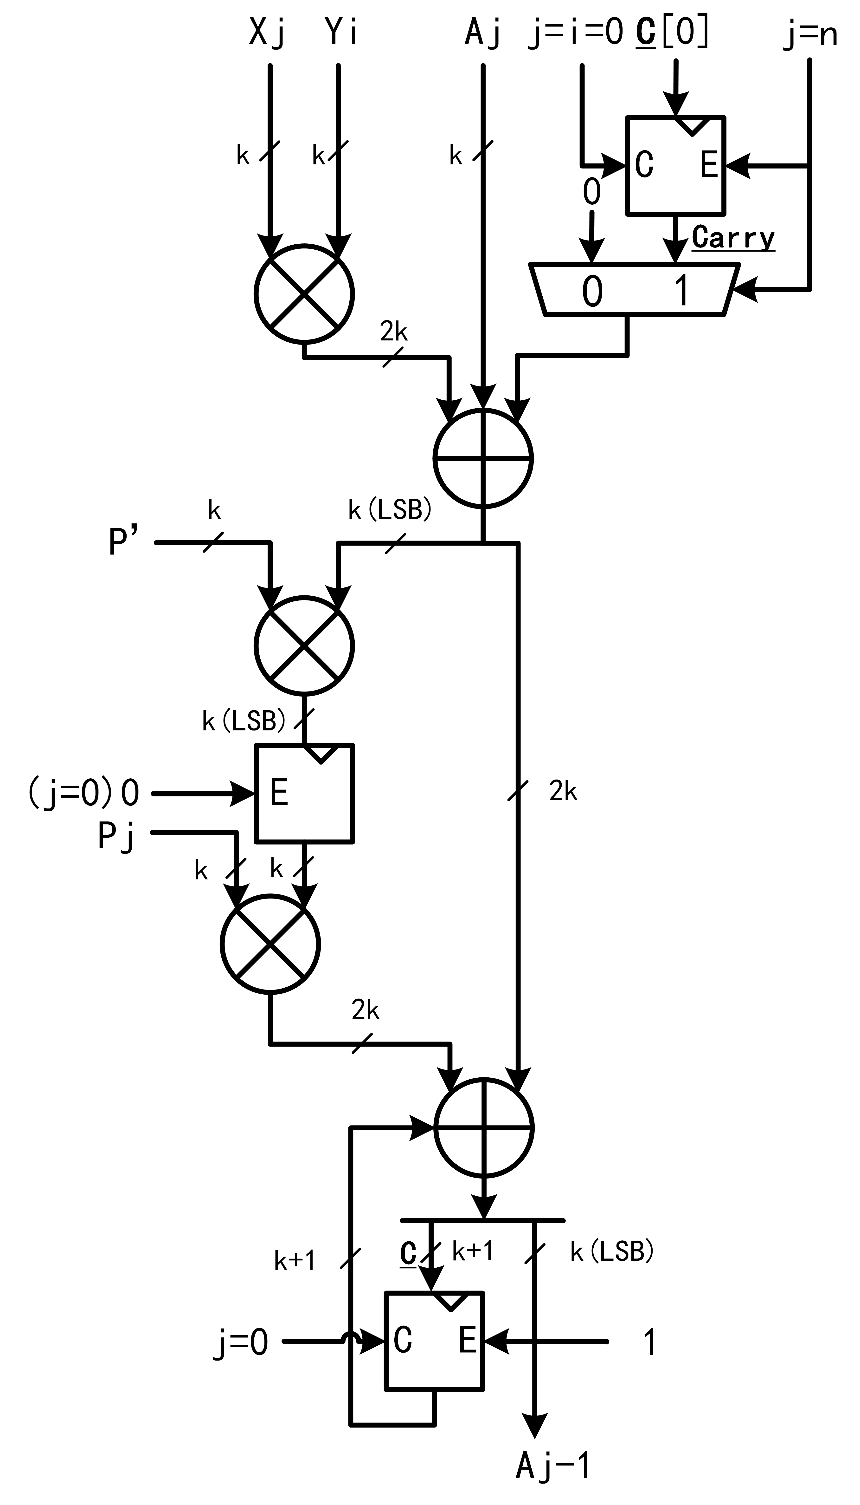 Xj Yi Aj j=i=0 C[0] j=n
k k k C E
0
Carry
0 1
2k
k k(LSB)
P'
k(LSB)
(j=0)0 E 2k
Pj
k k
2k
k+1 C k+1 k(LSB)
j=0 C E 1
Aj-1